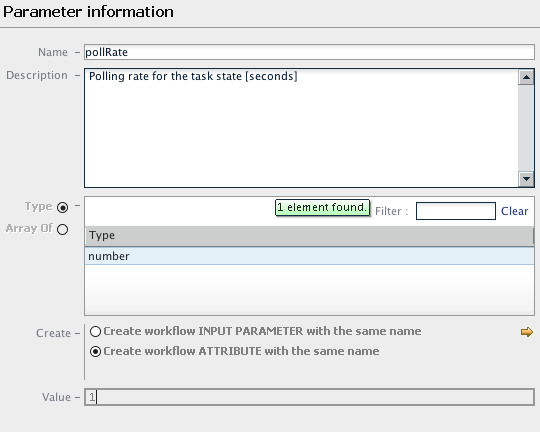 Parameter information
Name – pollRate
Description – Polling rate for the task state [seconds]
Type – 1 element found. Filter : Clear
Array Of
Type
number
Create – Create workflow INPUT PARAMETER with the same name
Create workflow ATTRIBUTE with the same name
Value – 1